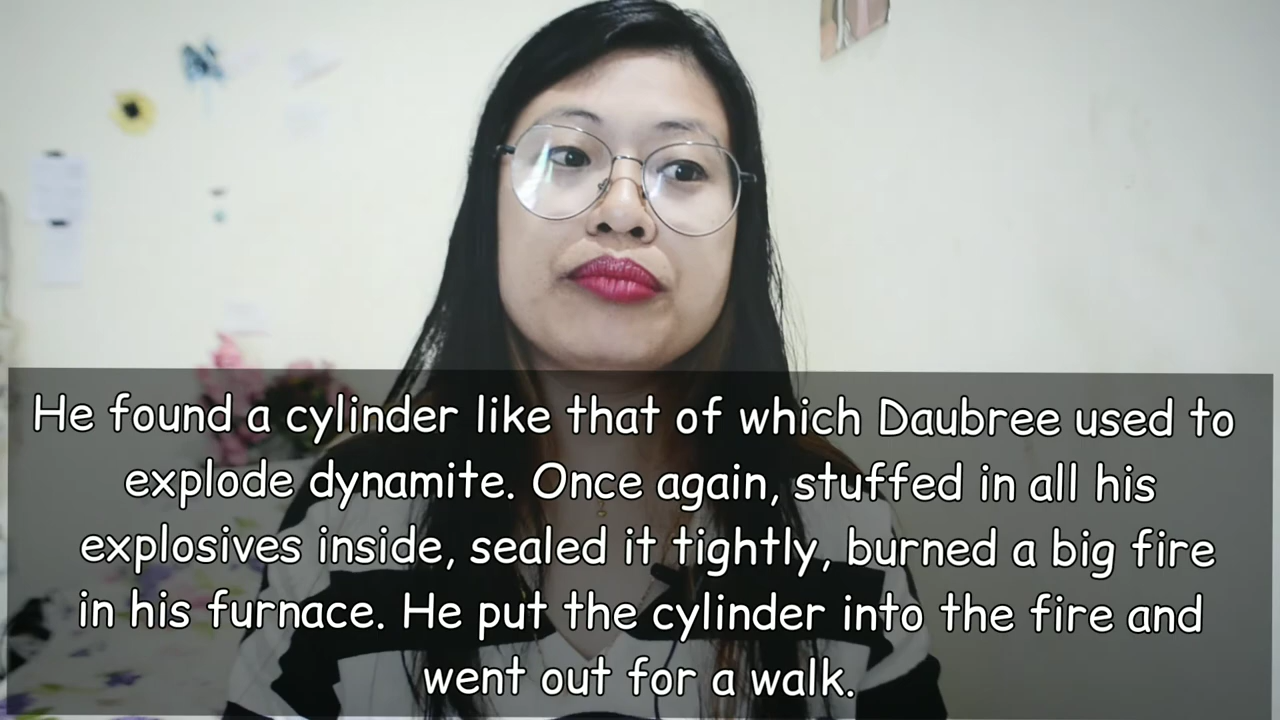 He found a cylinder like that of which Daubree used to
explode dynamite. Once again, stuffed in all his
explosives inside, sealed it tightly, burned a big fire
in his furnace. He put the cylinder into the fire and
went out for a walk.